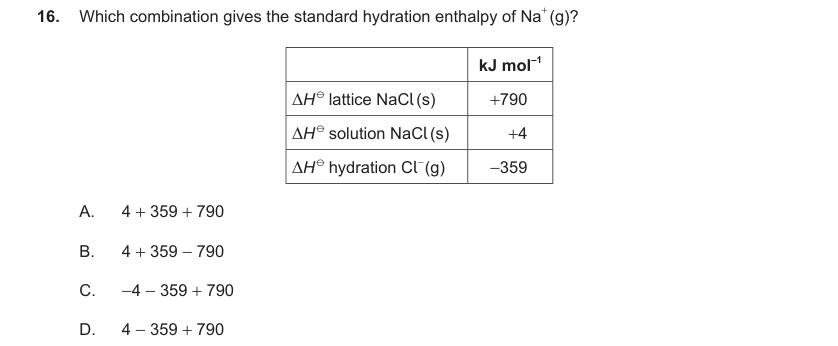 16. Which combination gives the standard hydration enthalpy of Na⁺(g)?
kJ mol⁻¹
ΔH⦵ lattice NaCl(s) +790
ΔH⦵ solution NaCl(s) +4
ΔH⦵ hydration Cl⁻(g) −359
A. 4 + 359 + 790
B. 4 + 359 − 790
C. −4 − 359 + 790
D. 4 − 359 + 790